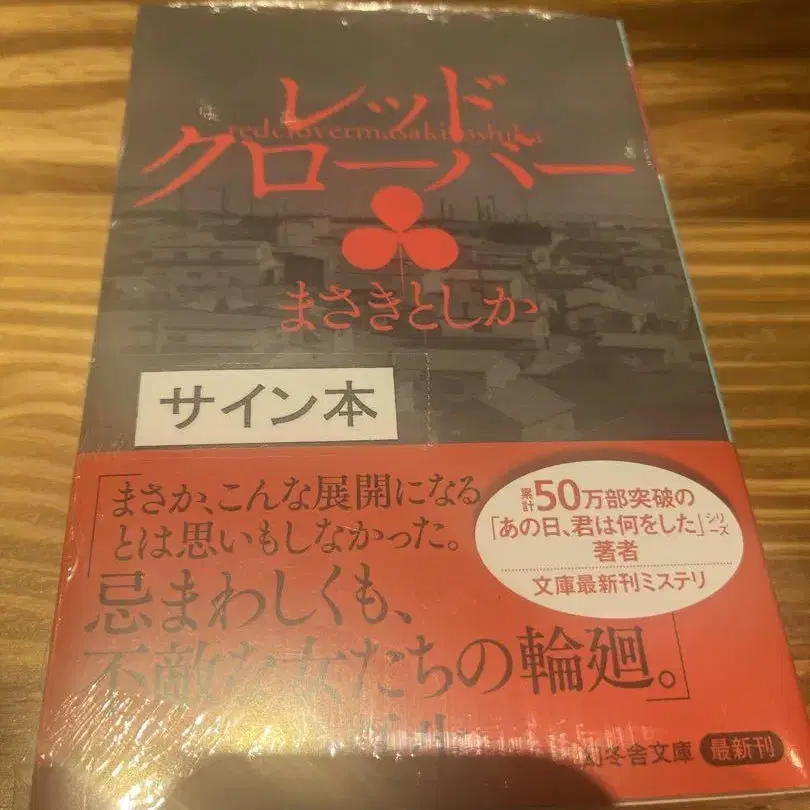 レッド
クローバー
まさきとしか
サイン本
「まさか、こんな展開になる
とは思いもしなかった。
忌まわしくも、
不敵な女たちの輪廻。」
累計50万部突破の
「あの日、君は何をした」シリーズ
著者
文庫最新刊ミステリ
冬舎文庫 最新刊